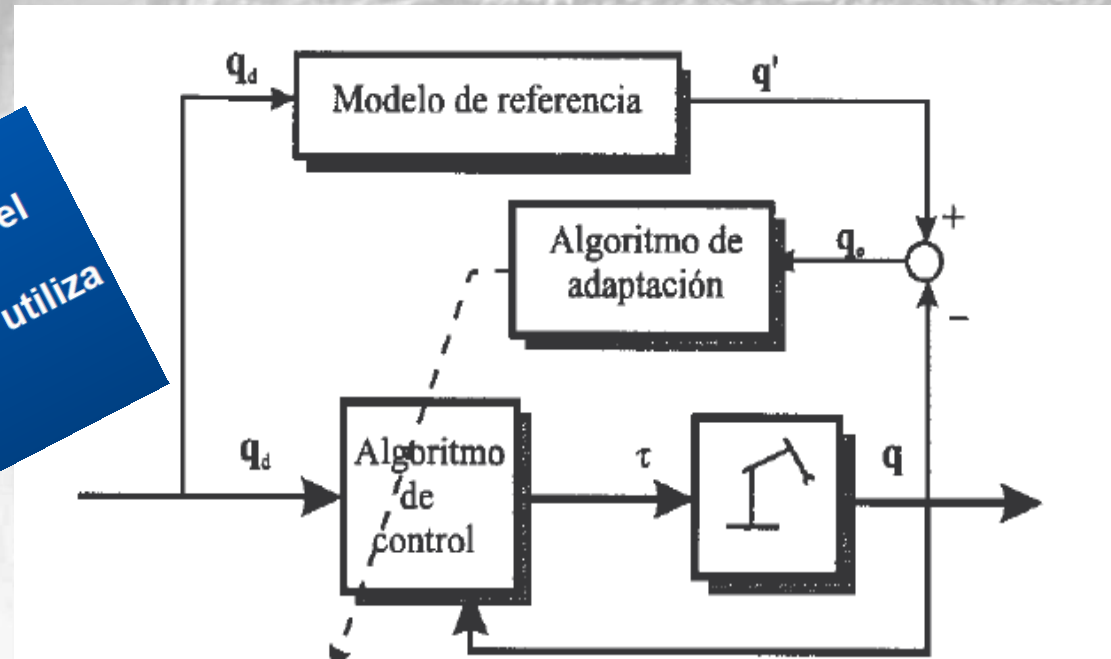 q_d
Modelo de referencia
q'
el
utiliza
Algoritmo de
adaptación
q_e
+
−
q_d
Algoritmo
de
control
τ
q